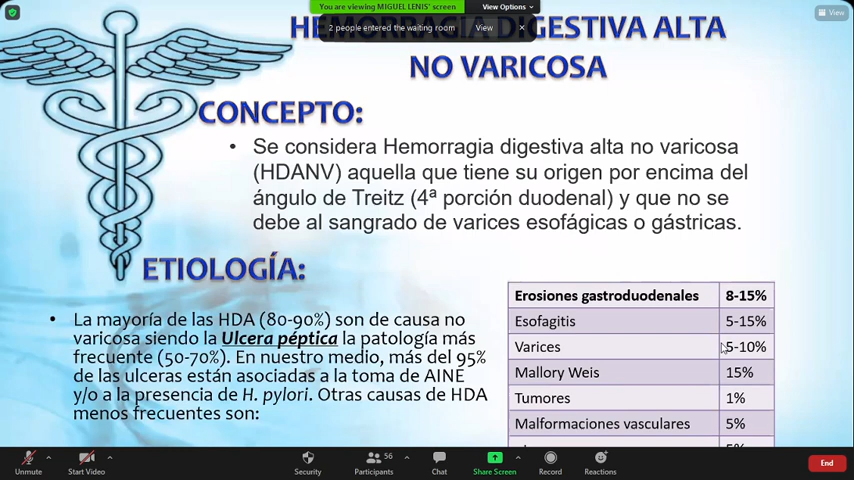 You are viewing MIGUEL LENIS' screen
View Options
View
2 people entered the waiting room
View
HEMORRAGIA DIGESTIVA ALTA
NO VARICOSA
CONCEPTO:
• Se considera Hemorragia digestiva alta no varicosa
(HDANV) aquella que tiene su origen por encima del
ángulo de Treitz (4ª porción duodenal) y que no se
debe al sangrado de varices esofágicas o gástricas.
ETIOLOGÍA:
• La mayoría de las HDA (80-90%) son de causa no
varicosa siendo la Ulcera péptica la patología más
frecuente (50-70%). En nuestro medio, más del 95%
de las ulceras están asociadas a la toma de AINE
y/o a la presencia de H. pylori. Otras causas de HDA
menos frecuentes son:
Erosiones gastroduodenales 8-15%
Esofagitis 5-15%
Varices 5-10%
Mallory Weis 15%
Tumores 1%
Malformaciones vasculares 5%
5%
Unmute
Start Video
Security
56
Participants
Chat
Share Screen
Record
Reactions
End